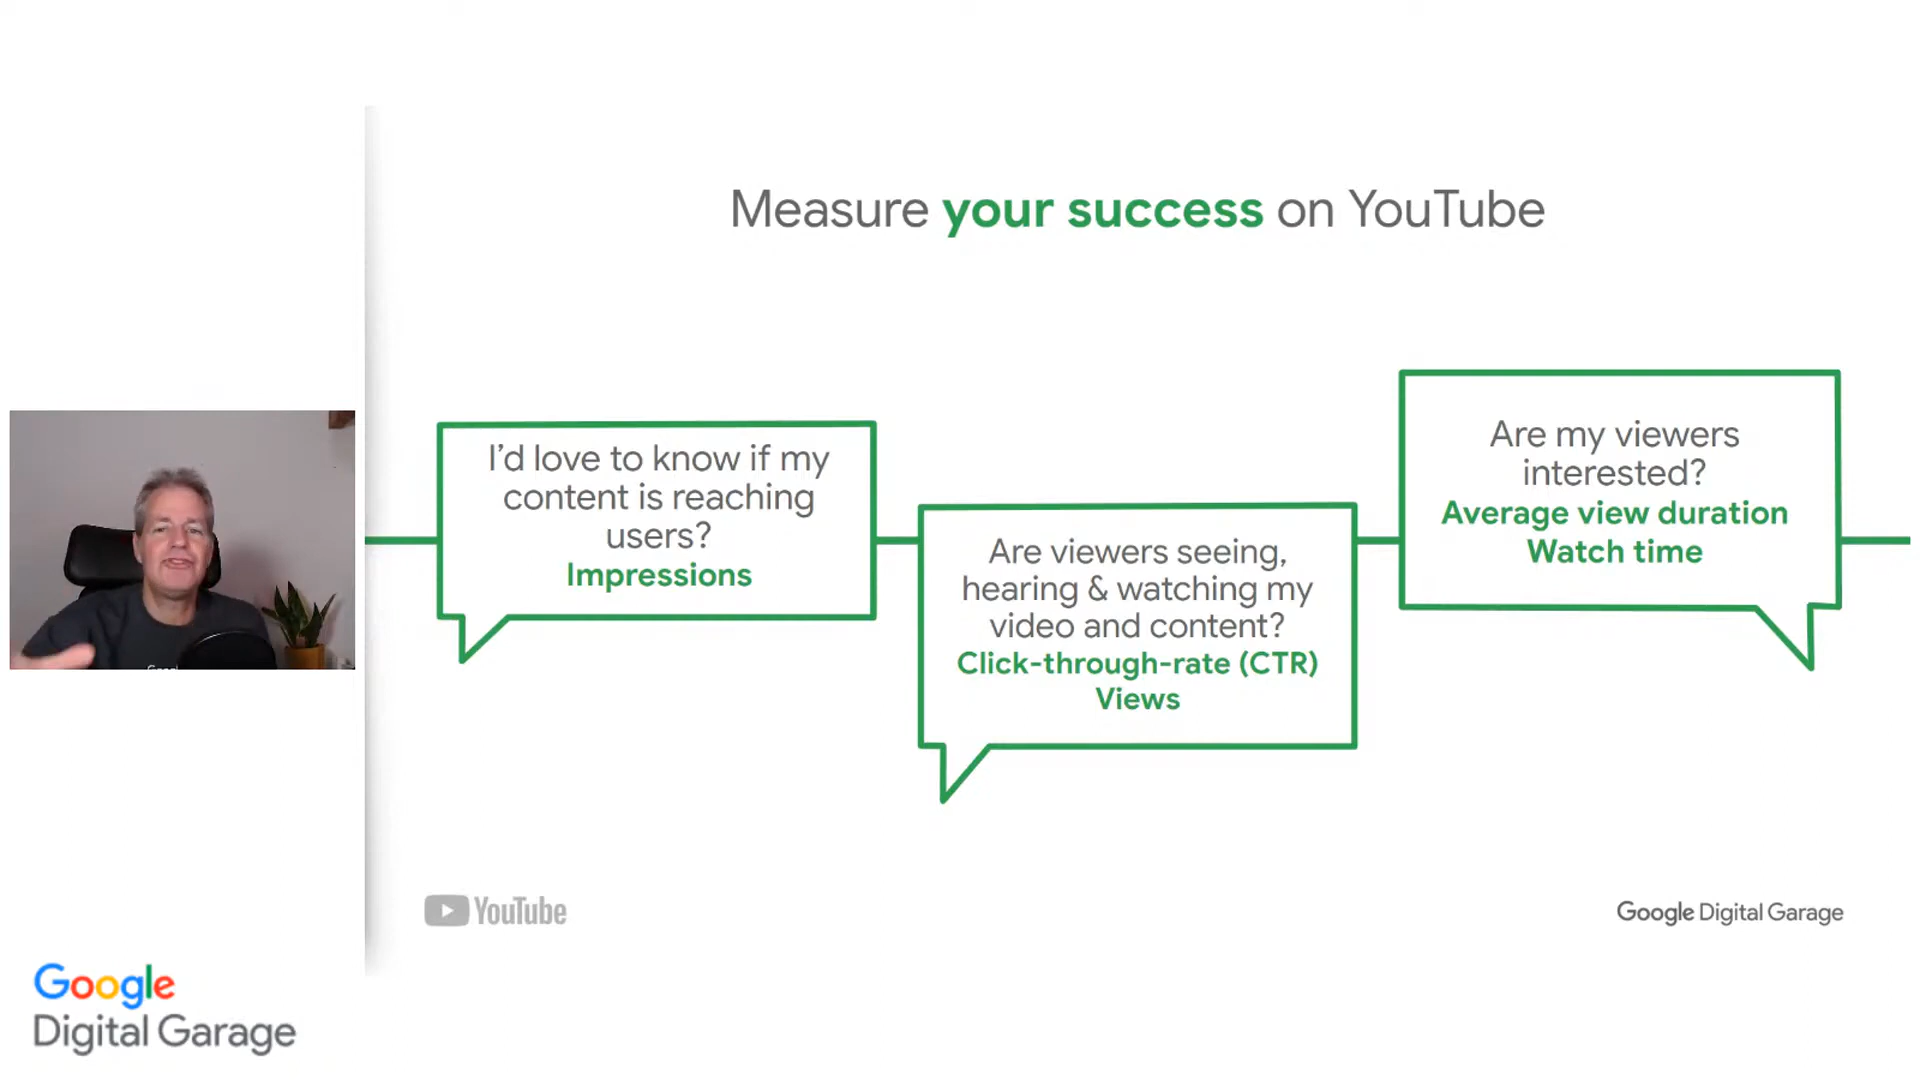 Measure your success on YouTube
I'd love to know if my
content is reaching
users?
Impressions
Are viewers seeing,
hearing & watching my
video and content?
Click-through-rate (CTR)
Views
Are my viewers
interested?
Average view duration
Watch time
YouTube
Google Digital Garage
Google
Digital Garage